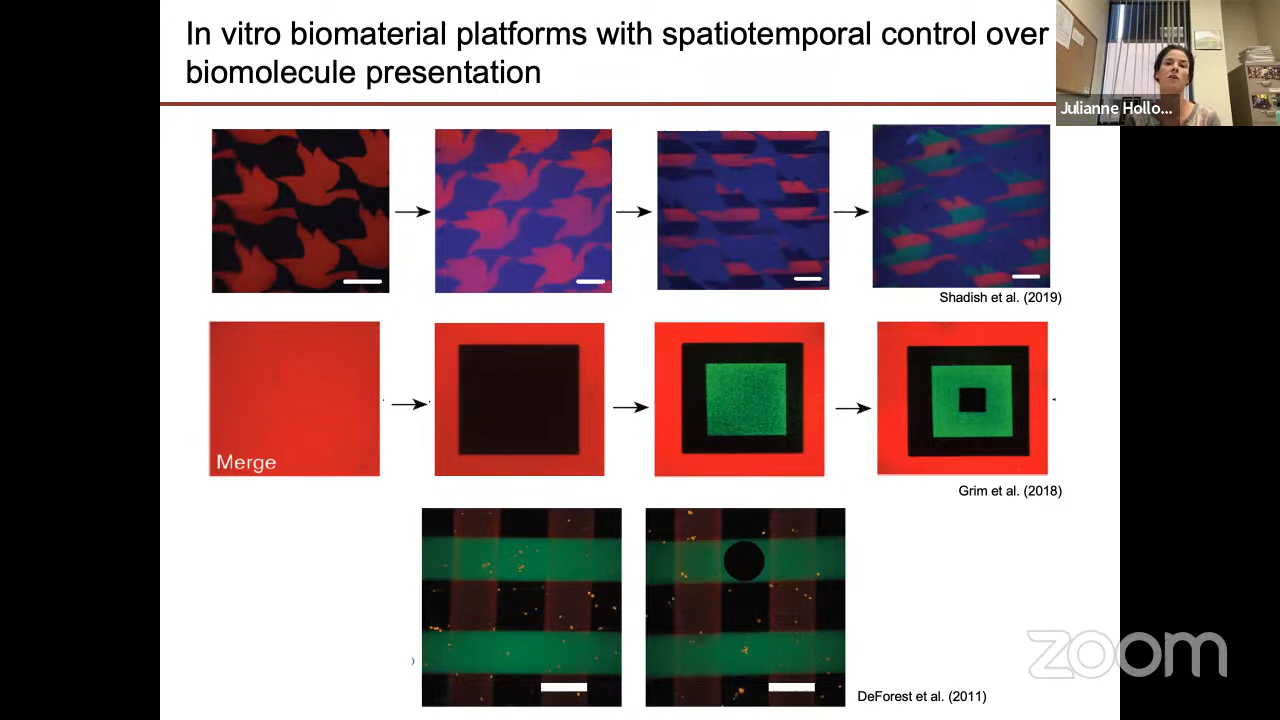 In vitro biomaterial platforms with spatiotemporal control over
biomolecule presentation
Julianne Hollo...
Shadish et al. (2019)
Merge
Grim et al. (2018)
DeForest et al. (2011)
zoom